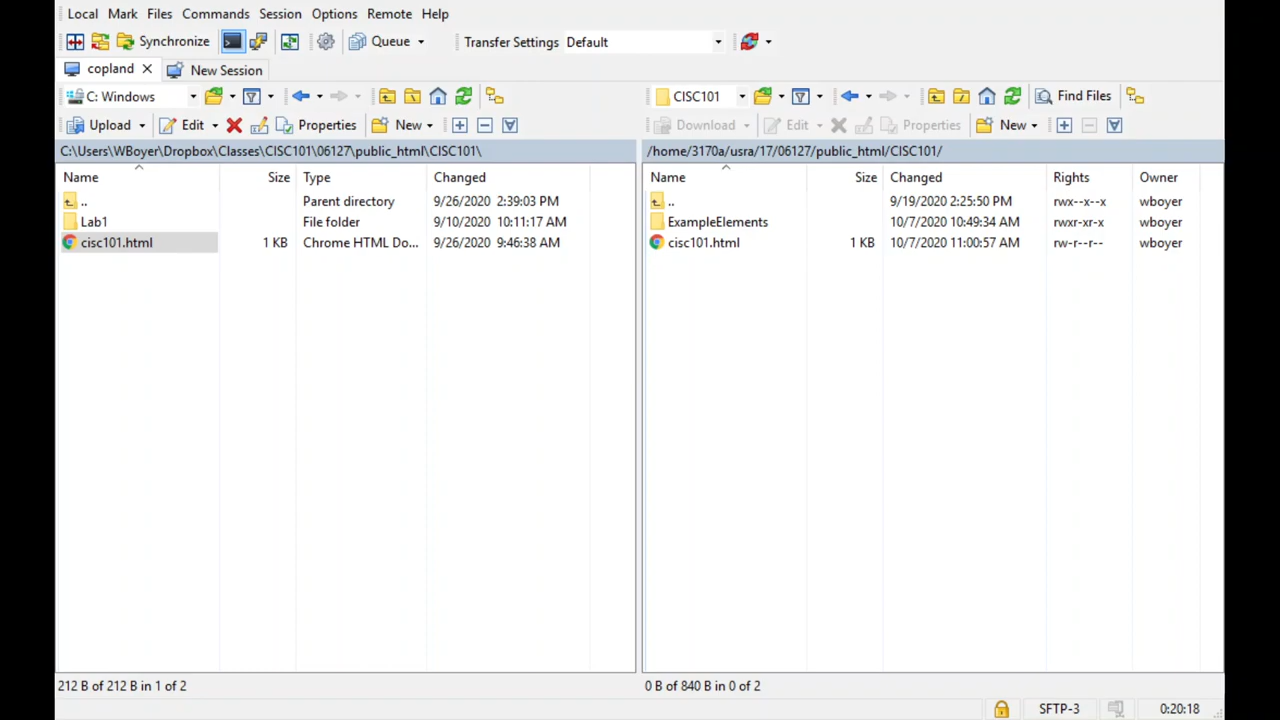 Local Mark Files Commands Session Options Remote Help
Synchronize Queue Transfer Settings Default
copland New Session
C: Windows
Upload Edit Properties New
C:\Users\WBoyer\Dropbox\Classes\CISC101\06127\public_html\CISC101\
Name Size Type Changed
.. Parent directory 9/26/2020 2:39:03 PM
Lab1 File folder 9/10/2020 10:11:17 AM
cisc101.html 1 KB Chrome HTML Do... 9/26/2020 9:46:38 AM
212 B of 212 B in 1 of 2
CISC101 Find Files
Download Edit Properties New
/home/3170a/usra/17/06127/public_html/CISC101/
Name Size Changed Rights Owner
.. 9/19/2020 2:25:50 PM rwx--x--x wboyer
ExampleElements 10/7/2020 10:49:34 AM rwxr-xr-x wboyer
cisc101.html 1 KB 10/7/2020 11:00:57 AM rw-r--r-- wboyer
0 B of 840 B in 0 of 2
SFTP-3 0:20:18